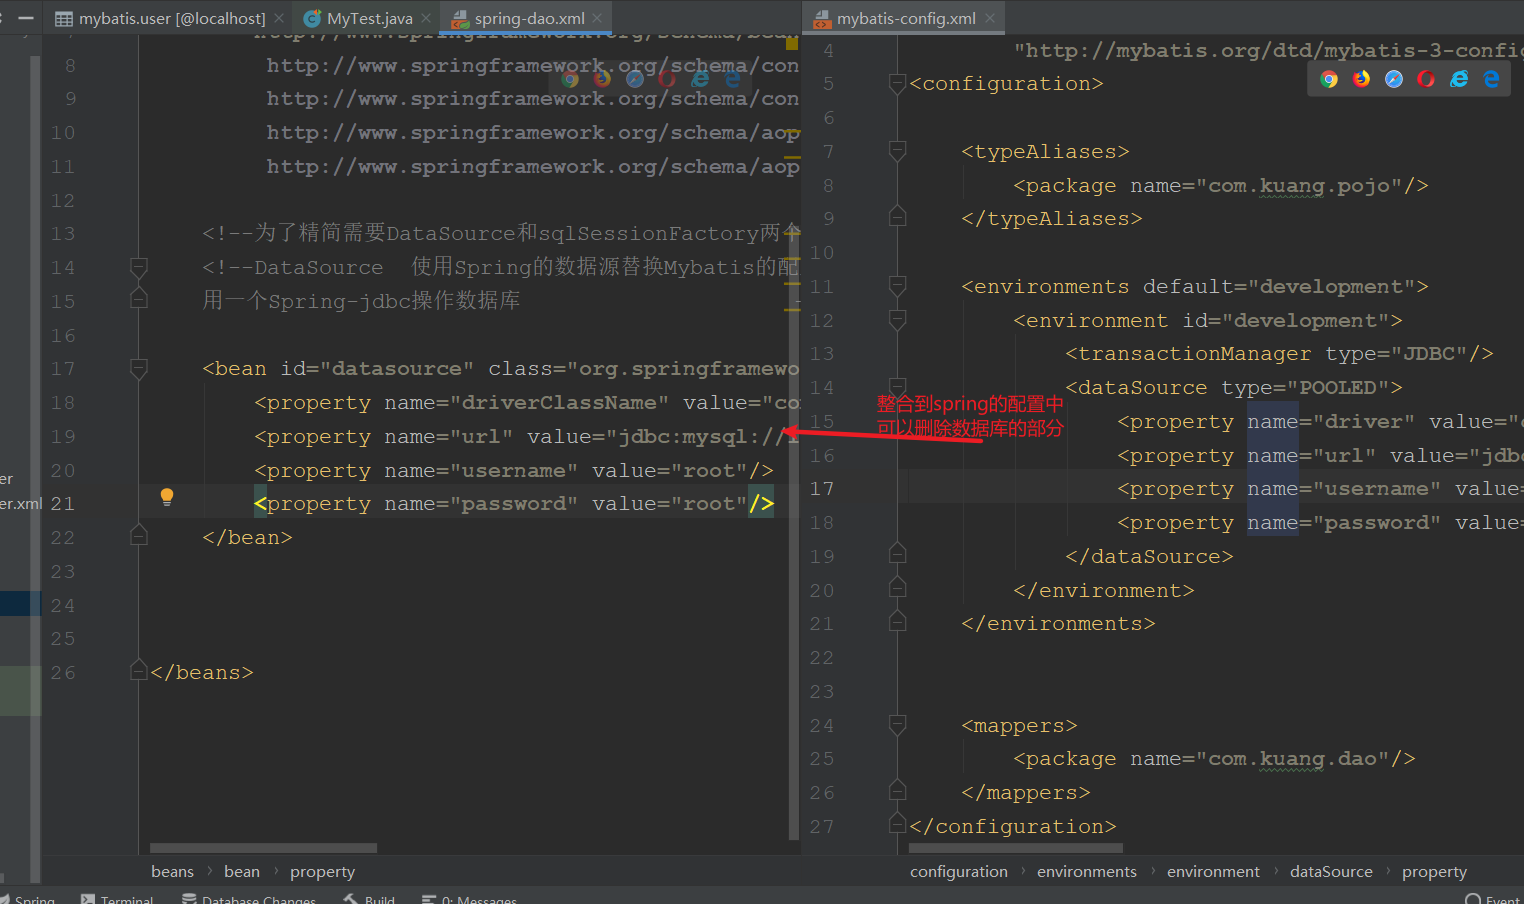 mybatis.user [@localhost]
MyTest.java
spring-dao.xml
mybatis-config.xml
8 http://www.springframework.org/schema/con
9 http://www.springframework.org/schema/con
10 http://www.springframework.org/schema/aop
11 http://www.springframework.org/schema/aop
12
13 <!--为了精简需要DataSource和sqlSessionFactory两个
14 <!--DataSource 使用Spring的数据源替换Mybatis的配
15 用一个Spring-jdbc操作数据库
16
17 <bean id="datasource" class="org.springframewo
18 <property name="driverClassName" value="co
19 <property name="url" value="jdbc:mysql://
20 <property name="username" value="root"/>
21 <property name="password" value="root"/>
22 </bean>
23
24
25
26 </beans>
er
er.xml
整合到spring的配置中
可以删除数据库的部分
4 "http://mybatis.org/dtd/mybatis-3-config
5 <configuration>
6
7 <typeAliases>
8 <package name="com.kuang.pojo"/>
9 </typeAliases>
10
11 <environments default="development">
12 <environment id="development">
13 <transactionManager type="JDBC"/>
14 <dataSource type="POOLED">
15 <property name="driver" value="
16 <property name="url" value="jdbc
17 <property name="username" value=
18 <property name="password" value=
19 </dataSource>
20 </environment>
21 </environments>
22
23
24 <mappers>
25 <package name="com.kuang.dao"/>
26 </mappers>
27 </configuration>
beans › bean › property
configuration › environments › environment › dataSource › property
Spring
Terminal
Database Changes
Build
0: Messages
Event